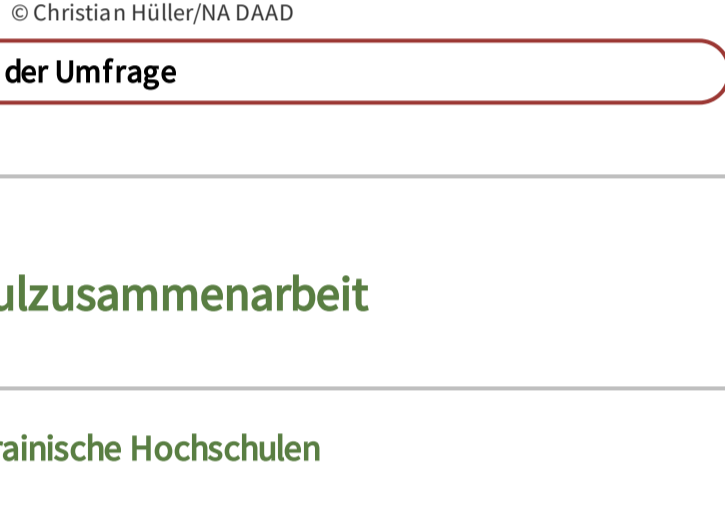 © Christian Hüller/NA DAAD
der Umfrage
ulzusammenarbeit
rainische Hochschulen